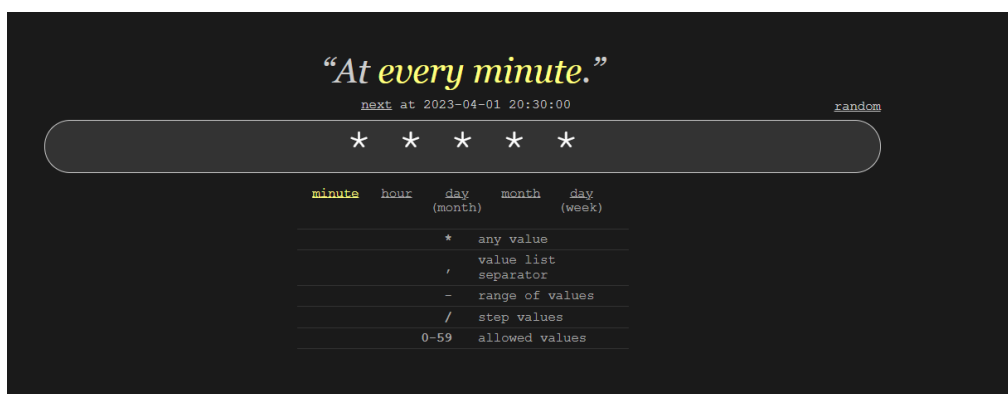 “At every minute.”
next at 2023-04-01 20:30:00
random
* * * * *
minute hour day month day
(month) (week)
* any value
value list
, separator
- range of values
/ step values
0-59 allowed values